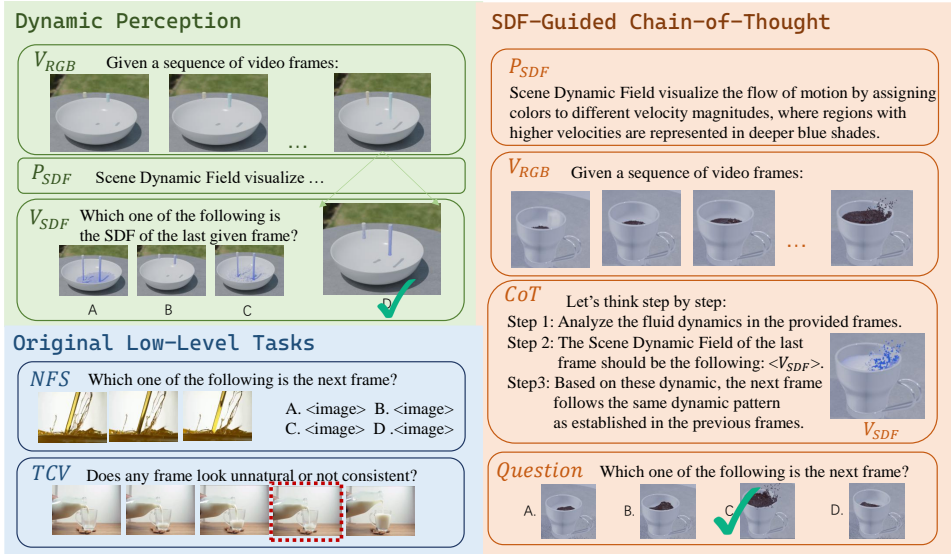 Dynamic Perception
V_RGB Given a sequence of video frames:
...
P_SDF Scene Dynamic Field visualize ...
V_SDF Which one of the following is
the SDF of the last given frame?
A B C D
Original Low-Level Tasks
NFS Which one of the following is the next frame?
A. <image> B. <image>
C. <image> D .<image>
TCV Does any frame look unnatural or not consistent?
SDF-Guided Chain-of-Thought
P_SDF
Scene Dynamic Field visualize the flow of motion by assigning
colors to different velocity magnitudes, where regions with
higher velocities are represented in deeper blue shades.
V_RGB Given a sequence of video frames:
...
CoT Let's think step by step:
Step 1: Analyze the fluid dynamics in the provided frames.
Step 2: The Scene Dynamic Field of the last
frame should be the following: <V_SDF>.
Step3: Based on these dynamic, the next frame
follows the same dynamic pattern
as established in the previous frames.
V_SDF
Question Which one of the following is the next frame?
A. B. C. D.